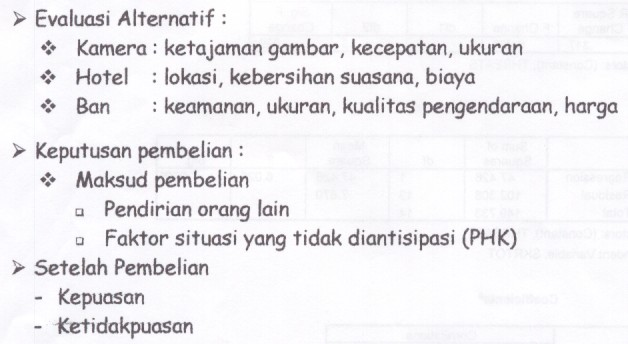 ➢ Evaluasi Alternatif :
❖ Kamera : ketajaman gambar, kecepatan, ukuran
❖ Hotel : lokasi, kebersihan suasana, biaya
❖ Ban : keamanan, ukuran, kualitas pengendaraan, harga
➢ Keputusan pembelian :
❖ Maksud pembelian
❑ Pendirian orang lain
❑ Faktor situasi yang tidak diantisipasi (PHK)
➢ Setelah Pembelian
- Kepuasan
- Ketidakpuasan